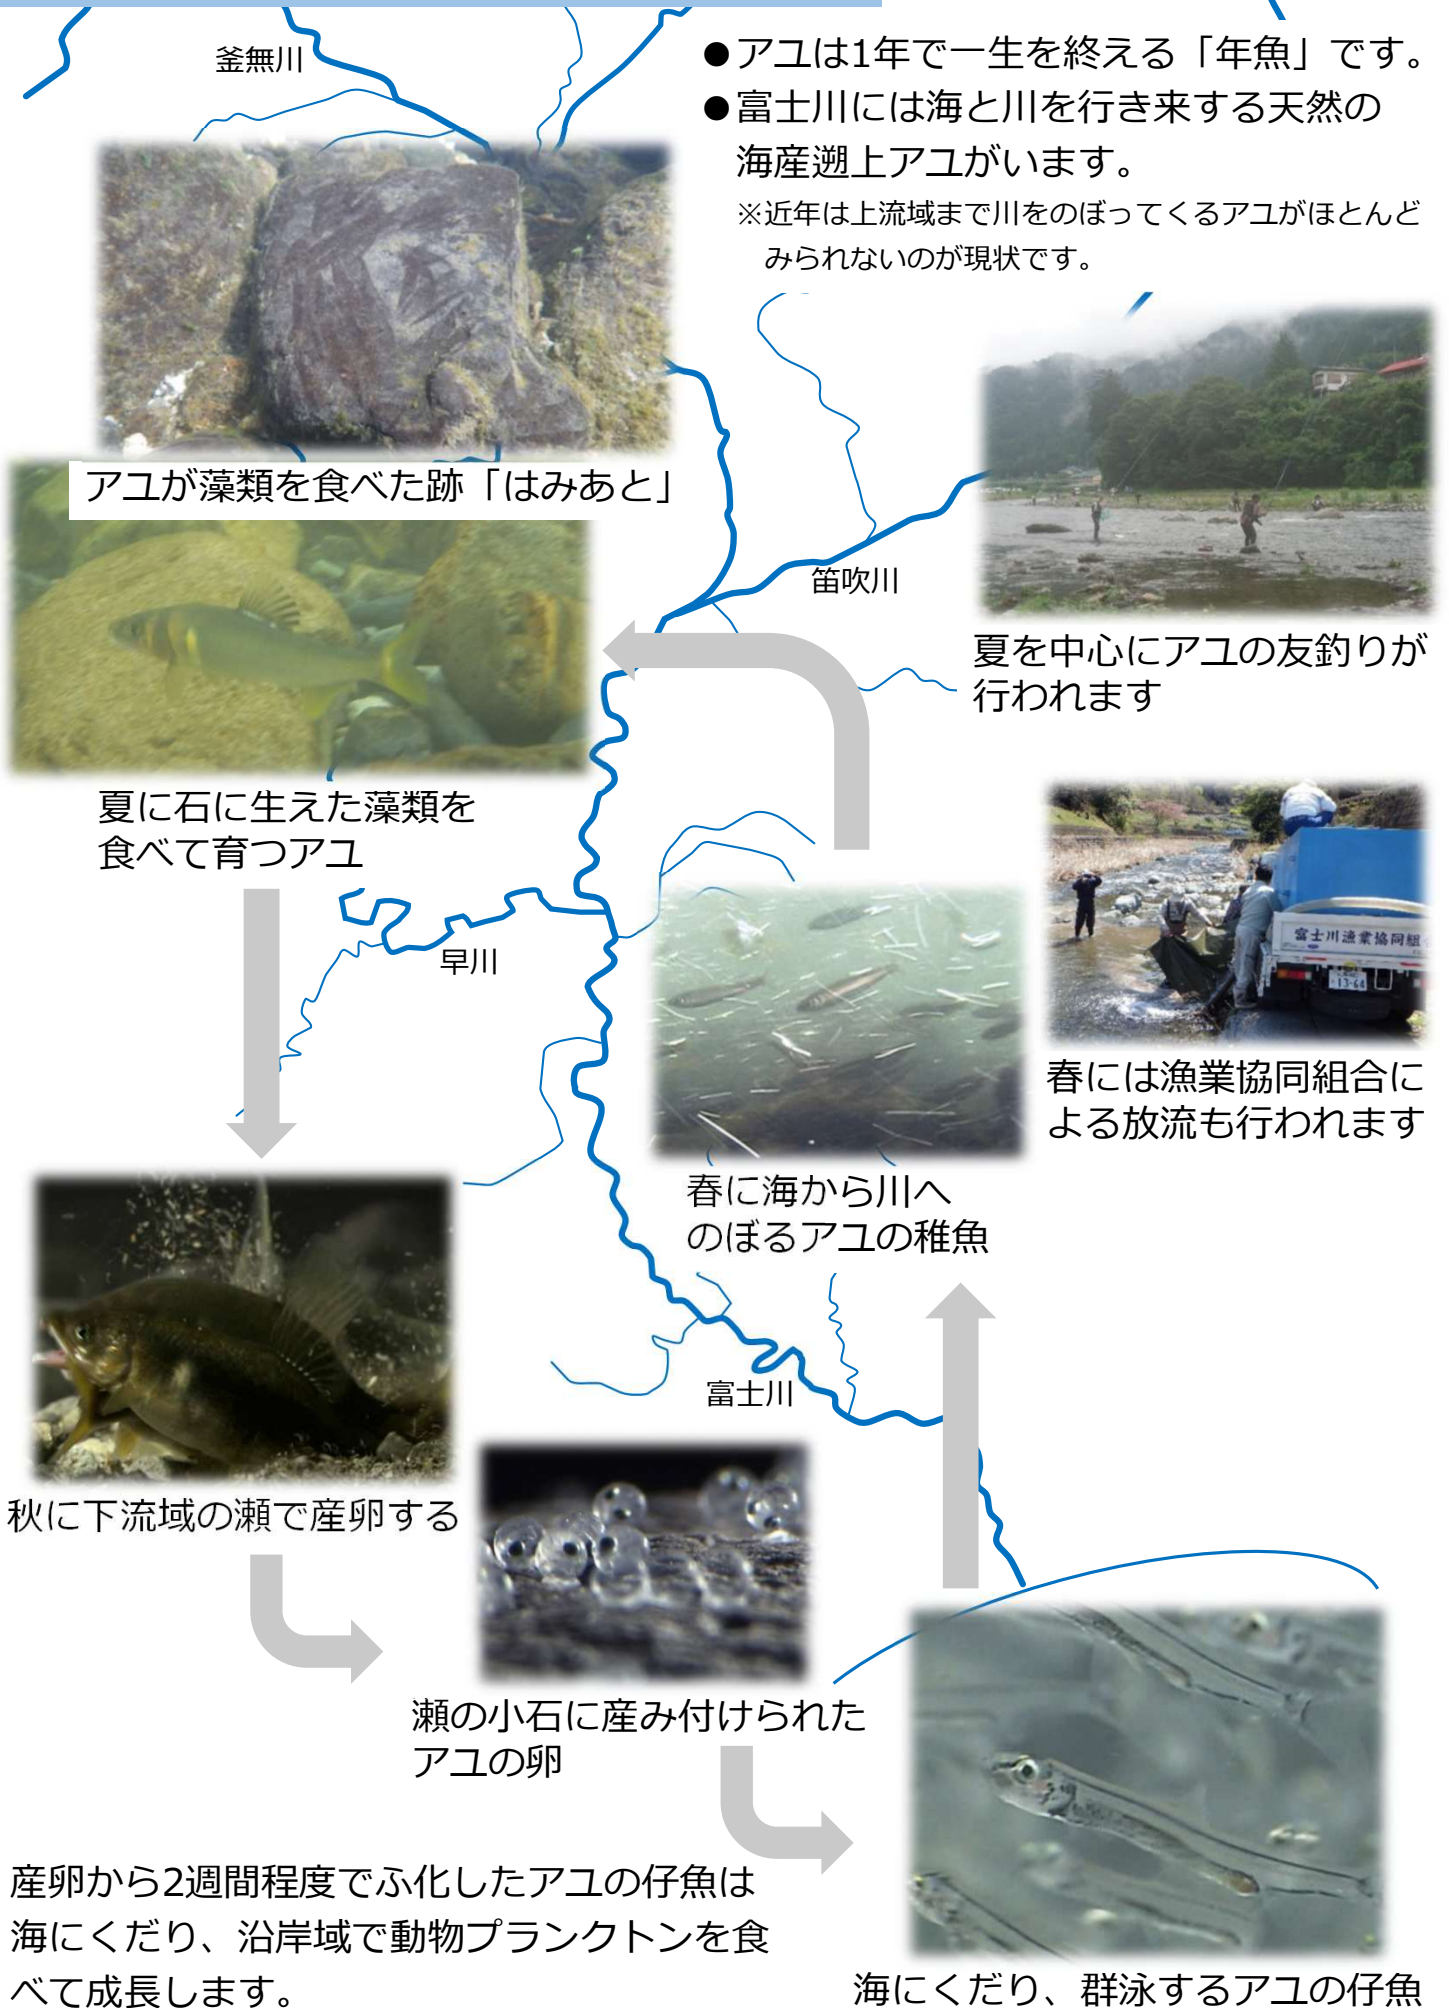 釜無川
●アユは1年で一生を終える「年魚」です。
●富士川には海と川を行き来する天然の
海産遡上アユがいます。
※近年は上流域まで川をのぼってくるアユがほとんど
みられないのが現状です。
アユが藻類を食べた跡「はみあと」
笛吹川
夏を中心にアユの友釣りが
行われます
夏に石に生えた藻類を
食べて育つアユ
早川
富士川漁業協同組
13-64
春には漁業協同組合に
よる放流も行われます
春に海から川へ
のぼるアユの稚魚
富士川
秋に下流域の瀬で産卵する
瀬の小石に産み付けられた
アユの卵
産卵から2週間程度でふ化したアユの仔魚は
海にくだり、沿岸域で動物プランクトンを食
べて成長します。
海にくだり、群泳するアユの仔魚